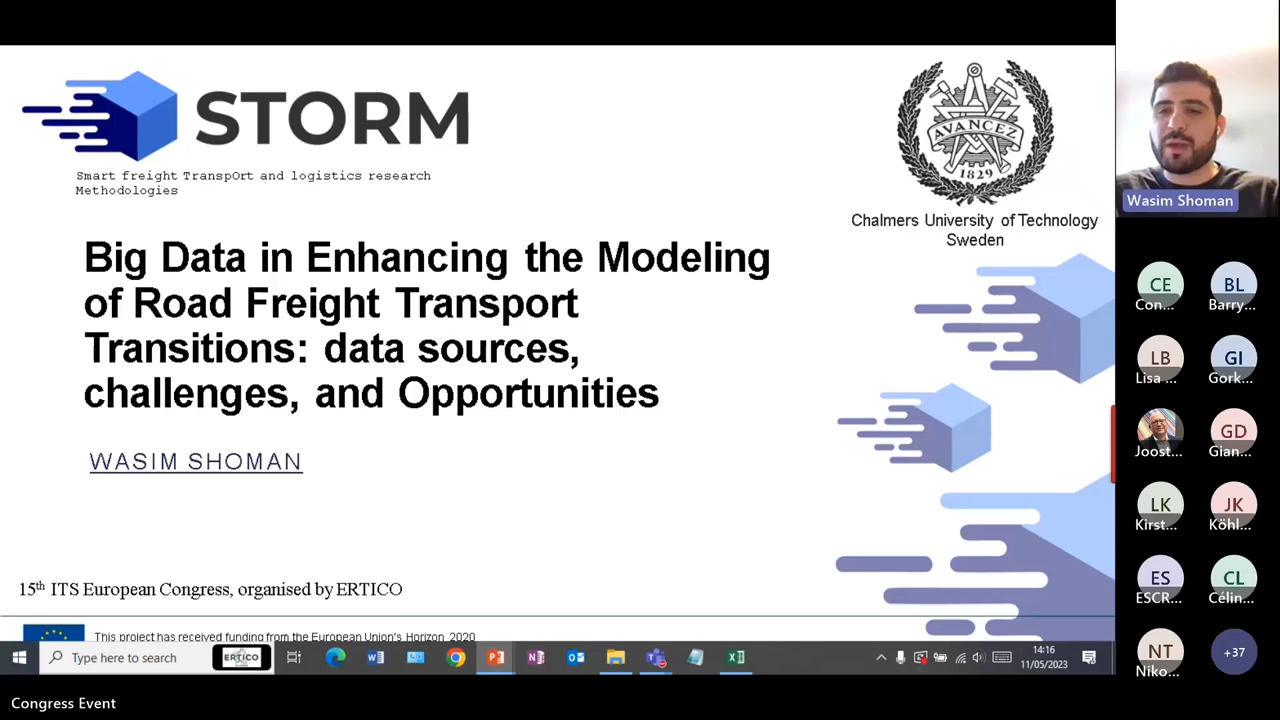 STORM
Smart freight TranspOrt and logistics research
Methodologies
AVANCEZ
1829
Chalmers University of Technology
Sweden
Big Data in Enhancing the Modeling
of Road Freight Transport
Transitions: data sources,
challenges, and Opportunities
WASIM SHOMAN
15th ITS European Congress, organised by ERTICO
This project has received funding from the European Union's Horizon 2020
Type here to search
ERTICO
14:16
11/05/2023
Congress Event
Wasim Shoman
CE
Con...
BL
Barry...
LB
Lisa ...
GI
Gork...
Joost...
GD
Gian...
LK
Kirst...
JK
Köhl...
ES
ESCR...
CL
Célin...
NT
Niko...
+37